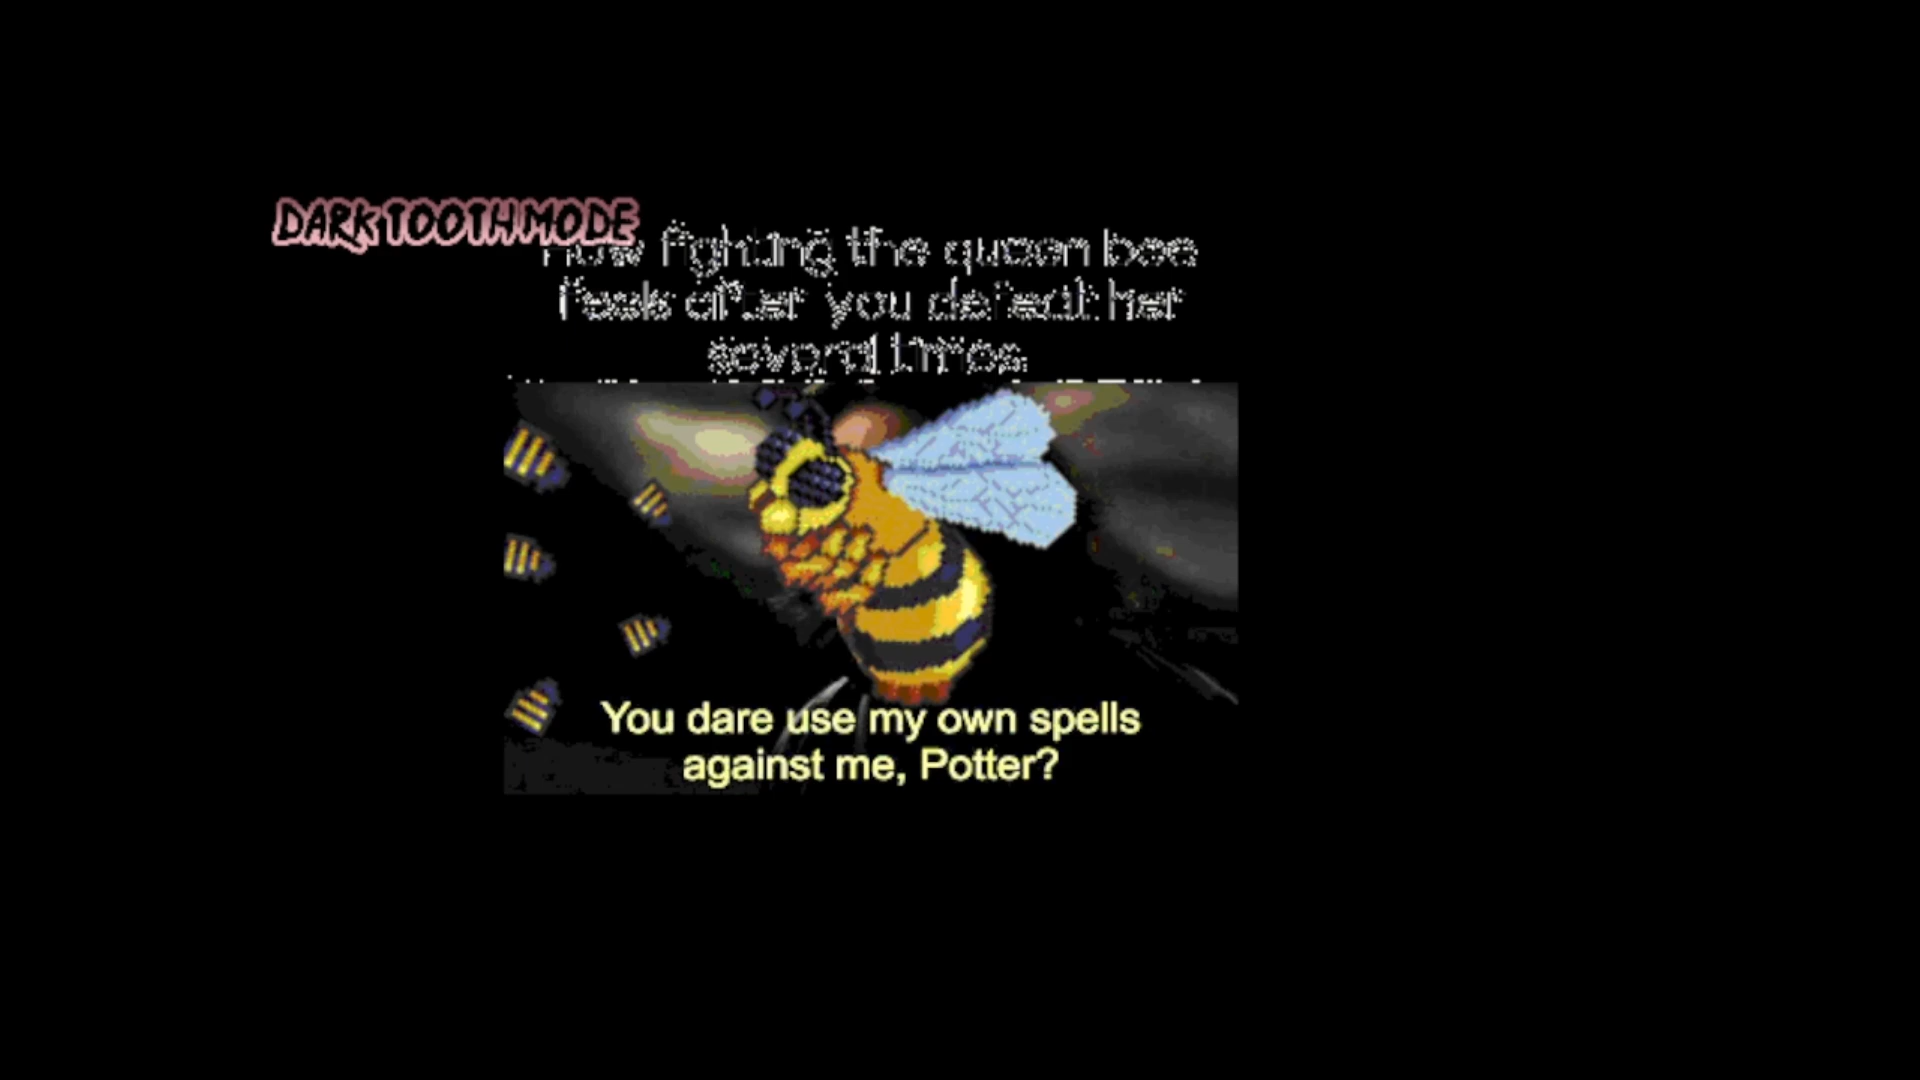 DARK TOOTH MODE
How fighting the queen bee
feels after you defeat her
several times
You dare use my own spells
against me, Potter?